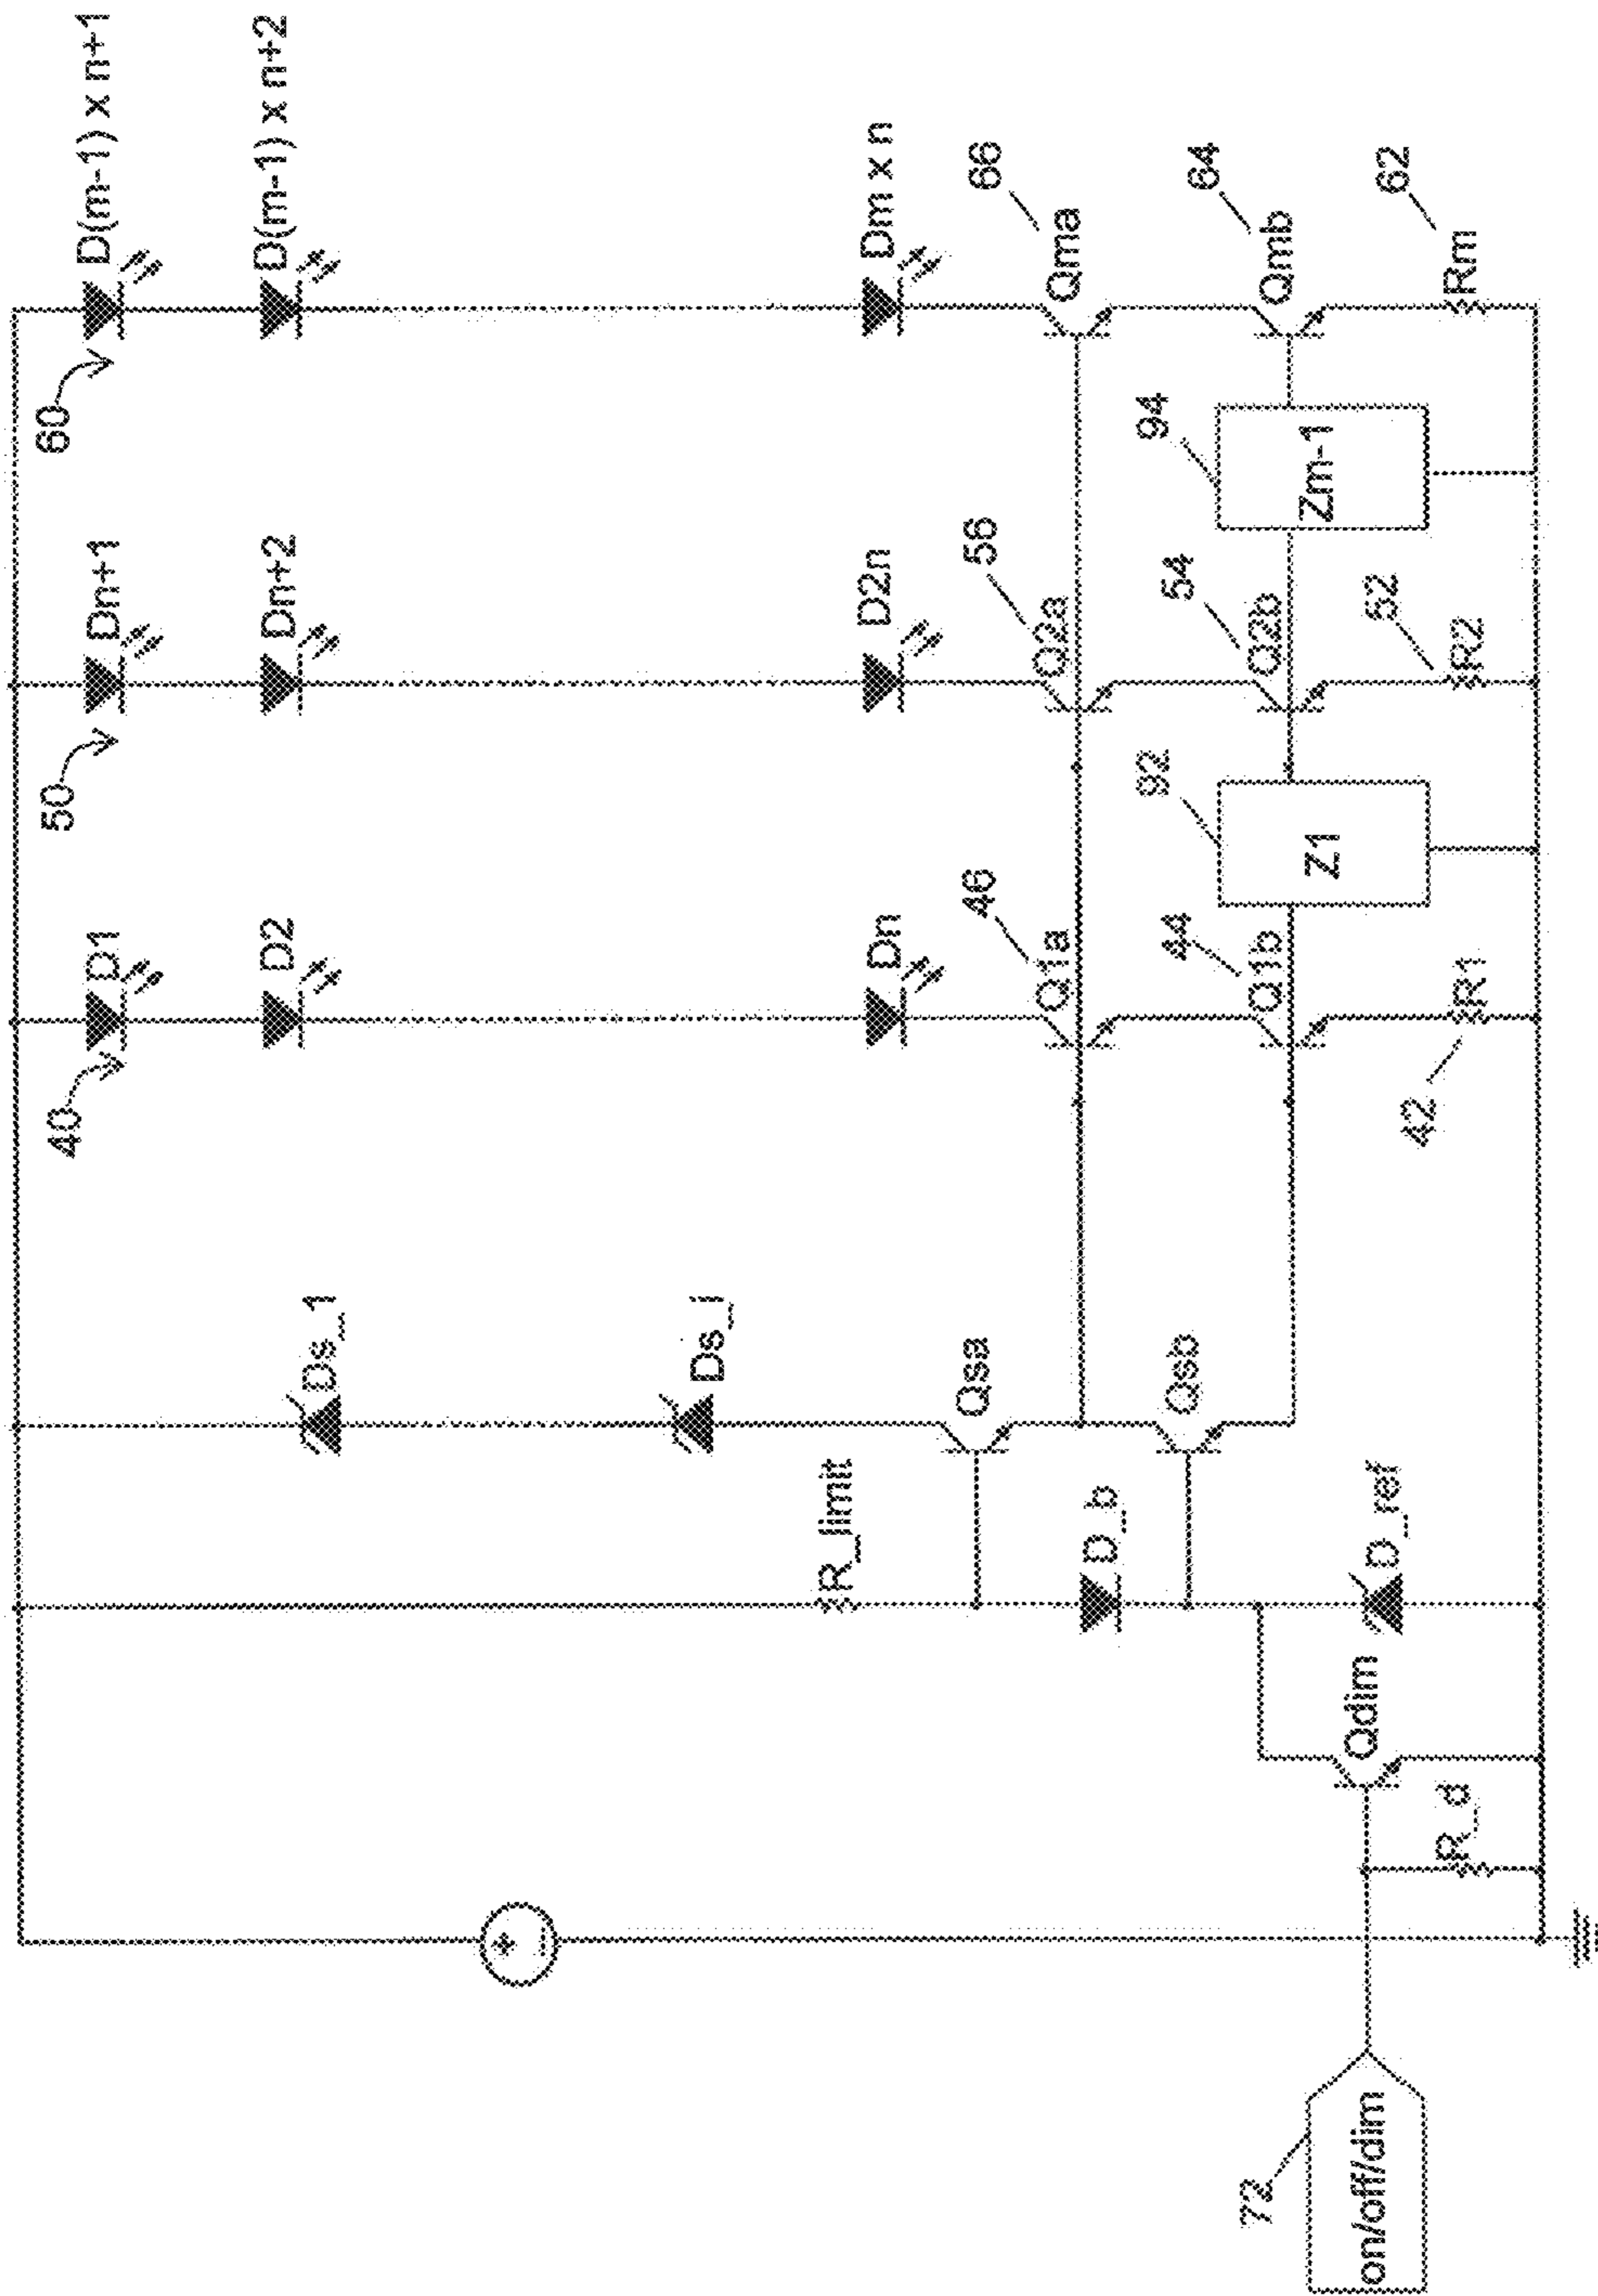 D1
D2
Dn
40
Dn+1
Dn+2
D2n
50
D(m-1) x n+1
D(m-1) x n+2
Dm x n
60
Ds_1
Ds_i
R_limit
Qsa
Qsb
D_b
D_ref
Qdim
R_d
on/off/dim
72
Q1a
46
Q1b
44
R1
42
Z1
92
Q2a
56
Q2b
54
R2
52
Zm-1
94
Qma
66
Qmb
64
Rm
62
+
−